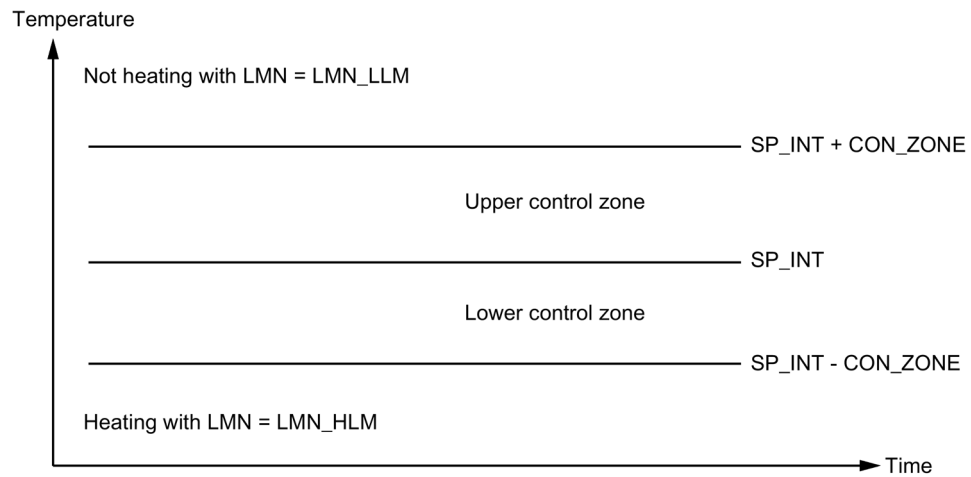 Temperature
Not heating with LMN = LMN_LLM
SP_INT + CON_ZONE
Upper control zone
SP_INT
Lower control zone
SP_INT - CON_ZONE
Heating with LMN = LMN_HLM
Time